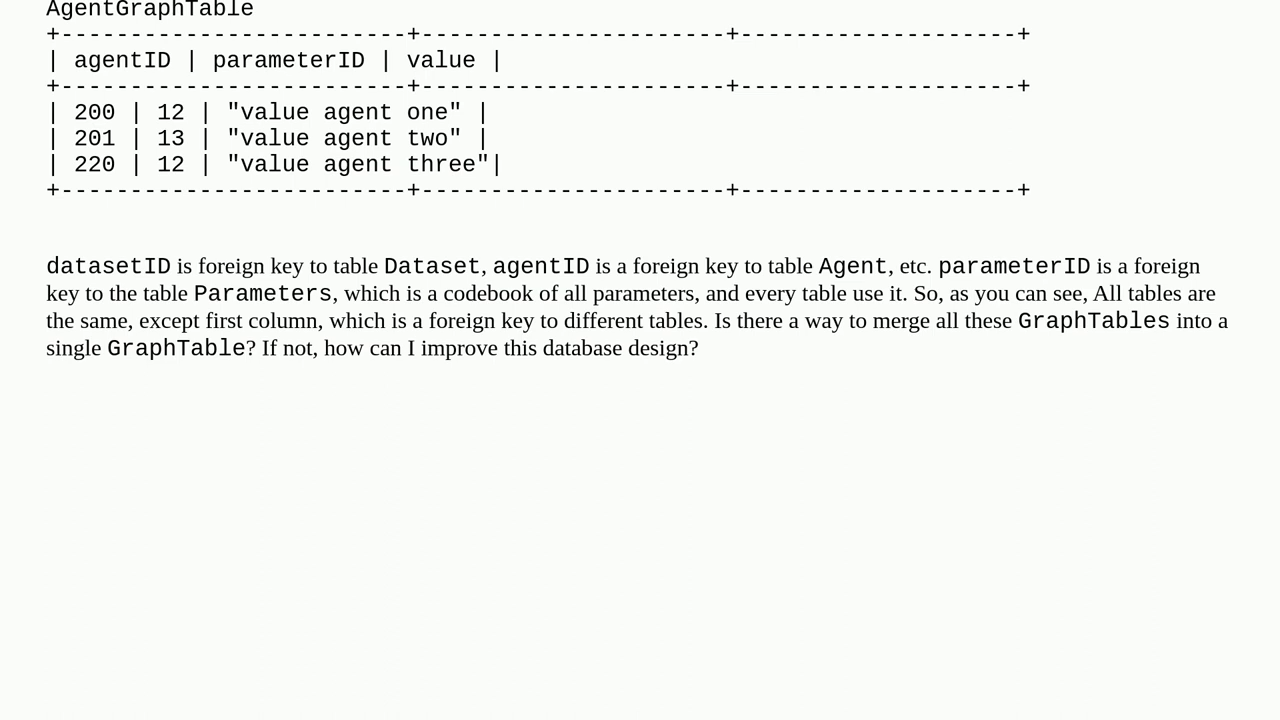 AgentGraphTable
+-------------------------+----------------------+--------------------+
| agentID | parameterID | value |
+-------------------------+----------------------+--------------------+
| 200 | 12 | "value agent one" |
| 201 | 13 | "value agent two" |
| 220 | 12 | "value agent three"|
+-------------------------+----------------------+--------------------+
datasetID is foreign key to table Dataset, agentID is a foreign key to table Agent, etc. parameterID is a foreign
key to the table Parameters, which is a codebook of all parameters, and every table use it. So, as you can see, All tables are
the same, except first column, which is a foreign key to different tables. Is there a way to merge all these GraphTables into a
single GraphTable? If not, how can I improve this database design?